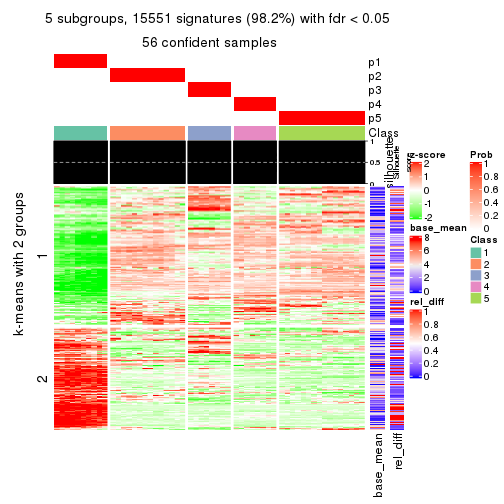 5 subgroups, 15551 signatures (98.2%) with fdr < 0.05
56 confident samples
p1
p2
p3
p4
p5
Class
1
0.5
0
silhouette
Silhouette
score
k-means with 2 groups
1
2
base_mean
rel_diff
z-score
2
1
0
-1
-2
base_mean
8
6
4
2
0
rel_diff
1
0.8
0.6
0.4
0.2
0
Prob
1
0.8
0.6
0.4
0.2
0
Class
1
2
3
4
5